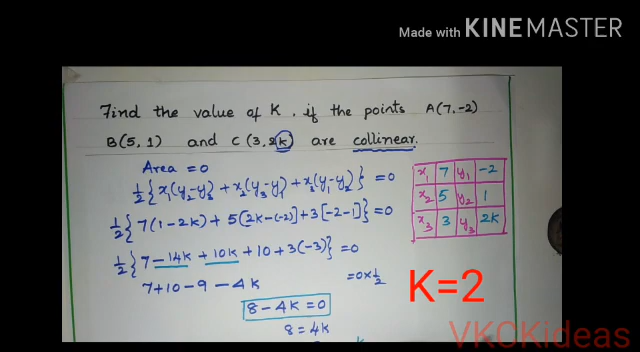 Made with KINEMASTER
Find the value of K, if the points A(7,-2)
B(5,1) and C(3,2k) are collinear.
Area = 0
½{x₁(y₂-y₃)+x₂(y₃-y₁)+x₃(y₁-y₂)} = 0
½{7(1-2k)+5[2k-(-2)]+3[-2-1]}=0
½{7-14k+10k+10+3(-3)}=0
7+10-9-4k =0×½
8-4k=0
8=4k
x₁ 7 y₁ -2
x₂ 5 y₂ 1
x₃ 3 y₃ 2k
K=2
VKCKideas